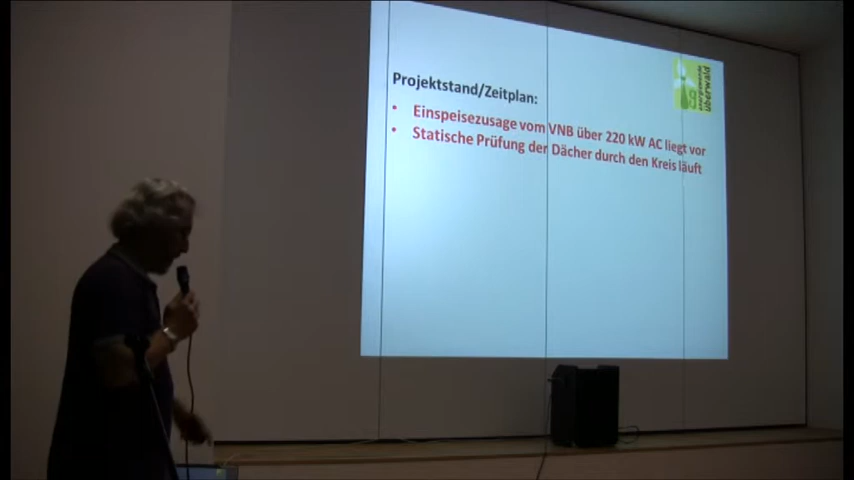 Projektstand/Zeitplan:
• Einspeisezusage vom VNB über 220 kW AC liegt vor
• Statische Prüfung der Dächer durch den Kreis läuft
überwald